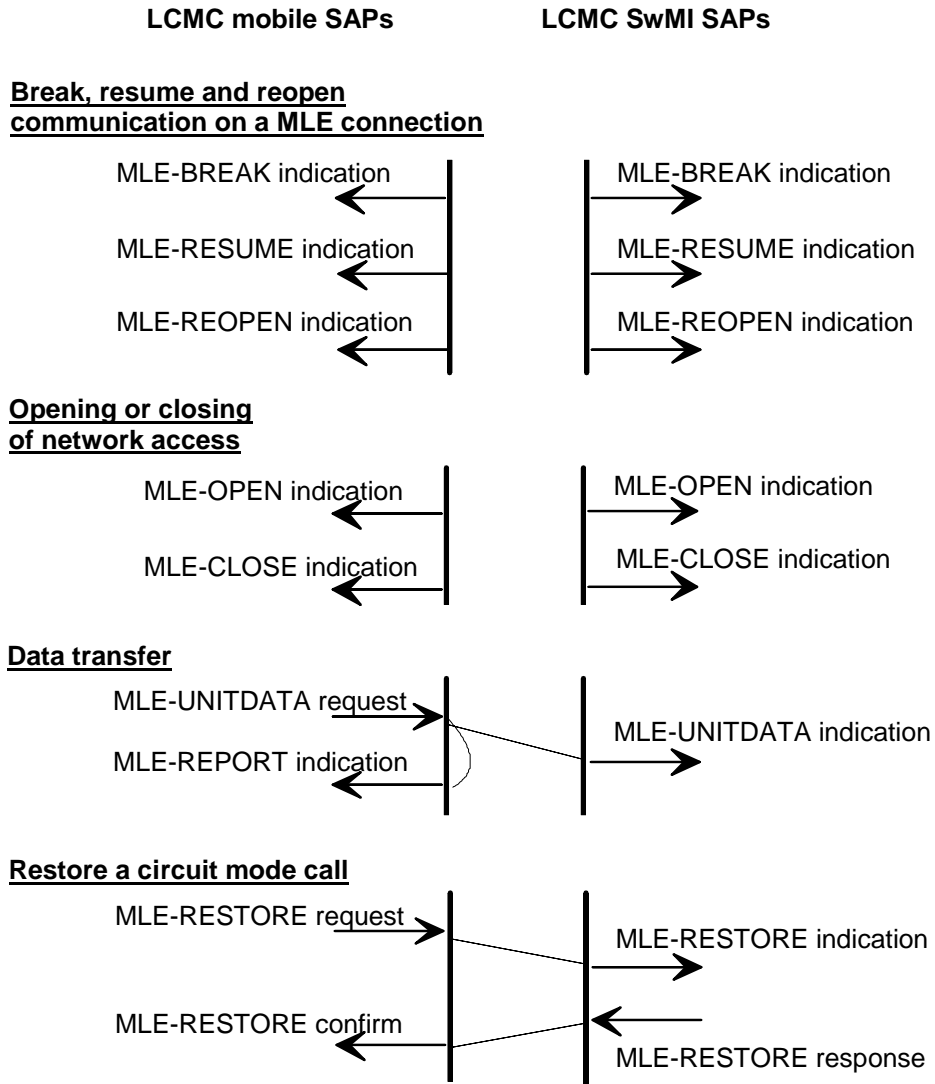 LCMC mobile SAPs LCMC SwMI SAPs
Break, resume and reopen
communication on a MLE connection
MLE-BREAK indication MLE-BREAK indication
MLE-RESUME indication MLE-RESUME indication
MLE-REOPEN indication MLE-REOPEN indication
Opening or closing
of network access
MLE-OPEN indication MLE-OPEN indication
MLE-CLOSE indication MLE-CLOSE indication
Data transfer
MLE-UNITDATA request
MLE-UNITDATA indication
MLE-REPORT indication
Restore a circuit mode call
MLE-RESTORE request
MLE-RESTORE indication
MLE-RESTORE confirm
MLE-RESTORE response